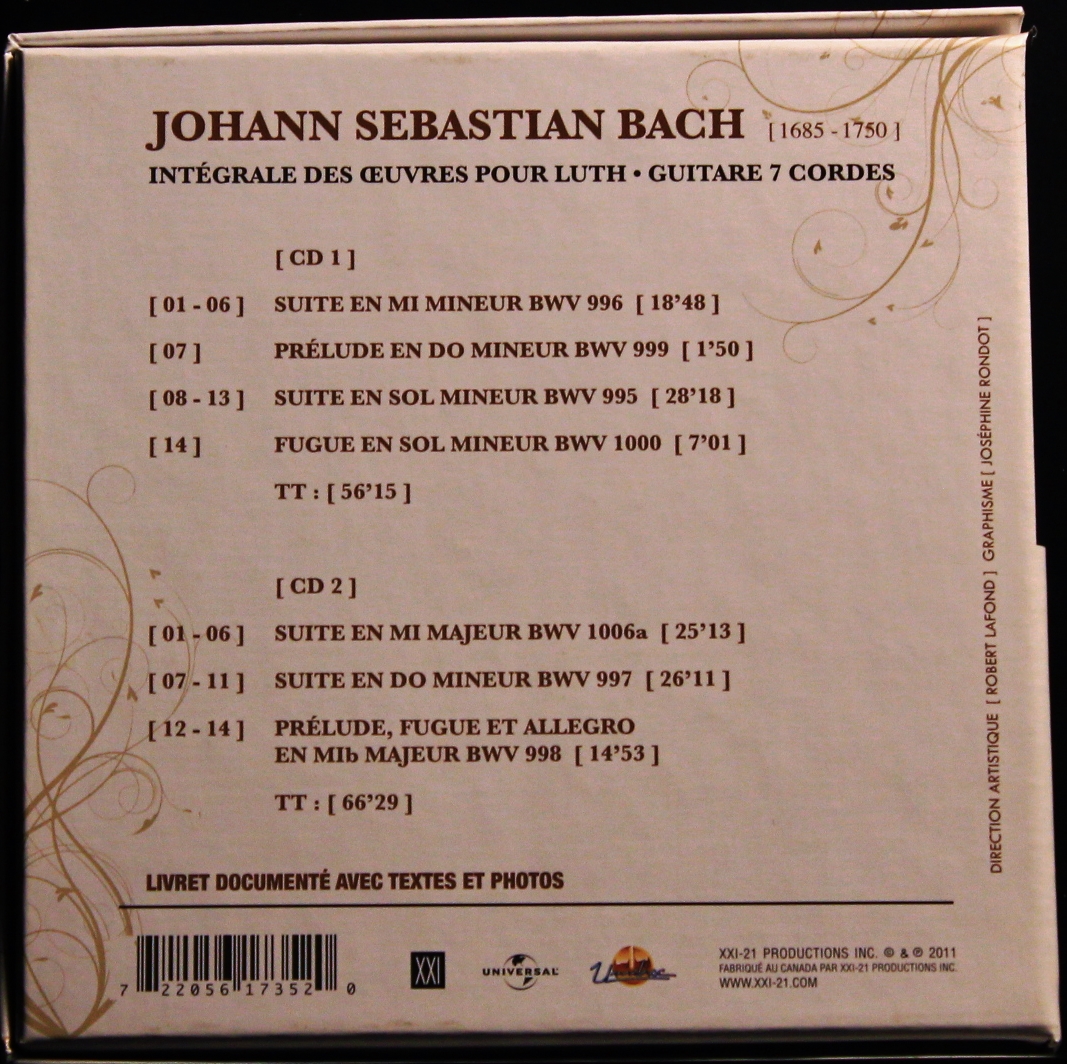 JOHANN SEBASTIAN BACH [ 1685 - 1750 ]
INTÉGRALE DES ŒUVRES POUR LUTH • GUITARE 7 CORDES
[ CD 1 ]
[ 01 - 06 ] SUITE EN MI MINEUR BWV 996 [ 18’48 ]
[ 07 ] PRÉLUDE EN DO MINEUR BWV 999 [ 1’50 ]
[ 08 - 13 ] SUITE EN SOL MINEUR BWV 995 [ 28’18 ]
[ 14 ] FUGUE EN SOL MINEUR BWV 1000 [ 7’01 ]
TT : [ 56’15 ]
[ CD 2 ]
[ 01 - 06 ] SUITE EN MI MAJEUR BWV 1006a [ 25’13 ]
[ 07 - 11 ] SUITE EN DO MINEUR BWV 997 [ 26’11 ]
[ 12 - 14 ] PRÉLUDE, FUGUE ET ALLEGRO
EN MIb MAJEUR BWV 998 [ 14’53 ]
TT : [ 66’29 ]
LIVRET DOCUMENTÉ AVEC TEXTES ET PHOTOS
7 22056 17352 0
XXI
UNIVERSAL
XXI-21 PRODUCTIONS INC. © & ℗ 2011
FABRIQUÉ AU CANADA PAR XXI-21 PRODUCTIONS INC.
WWW.XXI-21.COM
DIRECTION ARTISTIQUE [ ROBERT LAFOND ] GRAPHISME [ JOSÉPHINE RONDOT ]